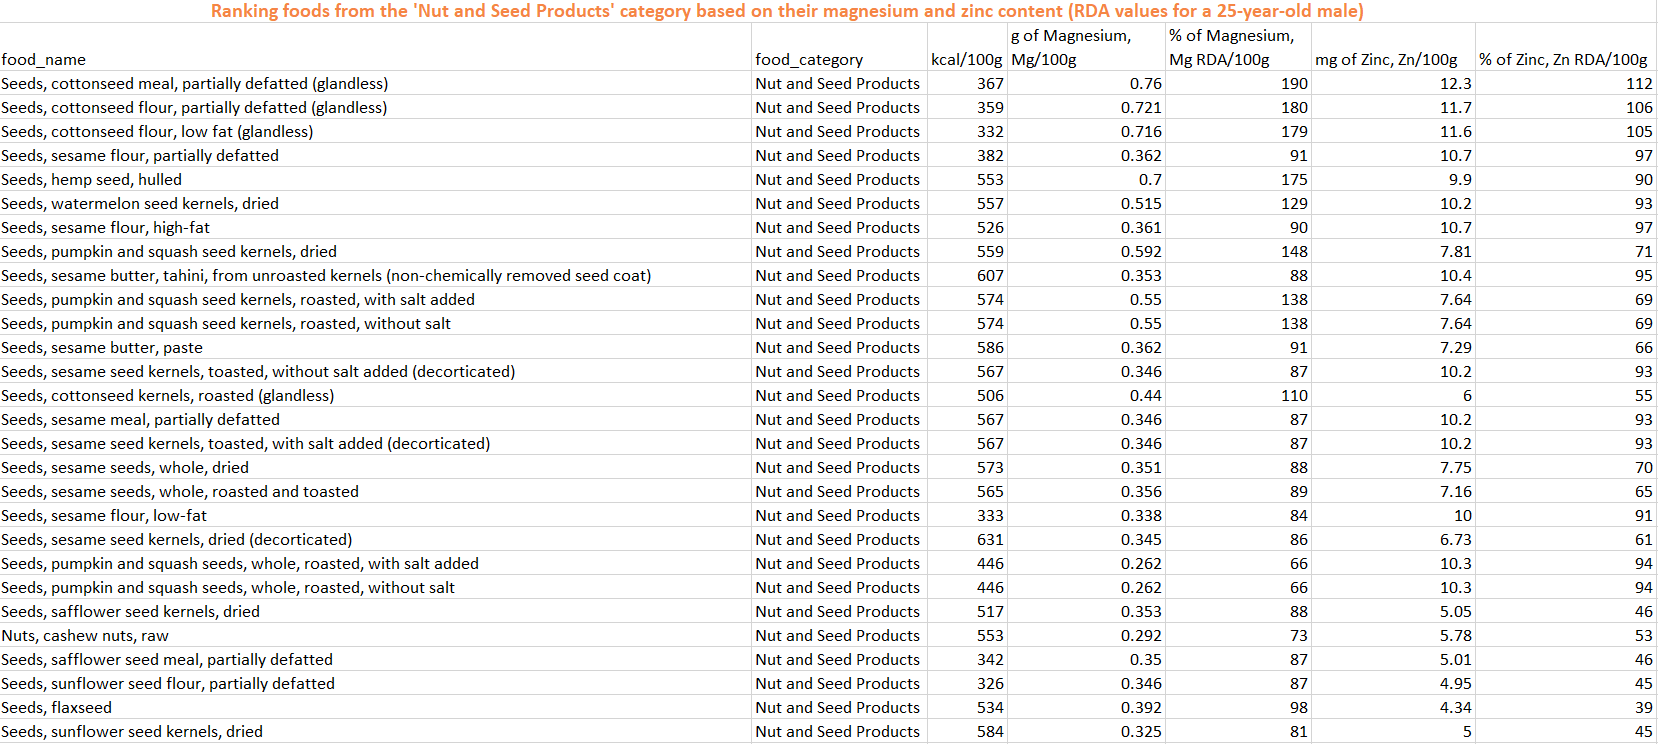 Ranking foods from the 'Nut and Seed Products' category based on their magnesium and zinc content (RDA values for a 25-year-old male)
food_name food_category kcal/100g g of Magnesium, Mg/100g % of Magnesium, Mg RDA/100g mg of Zinc, Zn/100g % of Zinc, Zn RDA/100g
Seeds, cottonseed meal, partially defatted (glandless) Nut and Seed Products 367 0.76 190 12.3 112
Seeds, cottonseed flour, partially defatted (glandless) Nut and Seed Products 359 0.721 180 11.7 106
Seeds, cottonseed flour, low fat (glandless) Nut and Seed Products 332 0.716 179 11.6 105
Seeds, sesame flour, partially defatted Nut and Seed Products 382 0.362 91 10.7 97
Seeds, hemp seed, hulled Nut and Seed Products 553 0.7 175 9.9 90
Seeds, watermelon seed kernels, dried Nut and Seed Products 557 0.515 129 10.2 93
Seeds, sesame flour, high-fat Nut and Seed Products 526 0.361 90 10.7 97
Seeds, pumpkin and squash seed kernels, dried Nut and Seed Products 559 0.592 148 7.81 71
Seeds, sesame butter, tahini, from unroasted kernels (non-chemically removed seed coat) Nut and Seed Products 607 0.353 88 10.4 95
Seeds, pumpkin and squash seed kernels, roasted, with salt added Nut and Seed Products 574 0.55 138 7.64 69
Seeds, pumpkin and squash seed kernels, roasted, without salt Nut and Seed Products 574 0.55 138 7.64 69
Seeds, sesame butter, paste Nut and Seed Products 586 0.362 91 7.29 66
Seeds, sesame seed kernels, toasted, without salt added (decorticated) Nut and Seed Products 567 0.346 87 10.2 93
Seeds, cottonseed kernels, roasted (glandless) Nut and Seed Products 506 0.44 110 6 55
Seeds, sesame meal, partially defatted Nut and Seed Products 567 0.346 87 10.2 93
Seeds, sesame seed kernels, toasted, with salt added (decorticated) Nut and Seed Products 567 0.346 87 10.2 93
Seeds, sesame seeds, whole, dried Nut and Seed Products 573 0.351 88 7.75 70
Seeds, sesame seeds, whole, roasted and toasted Nut and Seed Products 565 0.356 89 7.16 65
Seeds, sesame flour, low-fat Nut and Seed Products 333 0.338 84 10 91
Seeds, sesame seed kernels, dried (decorticated) Nut and Seed Products 631 0.345 86 6.73 61
Seeds, pumpkin and squash seeds, whole, roasted, with salt added Nut and Seed Products 446 0.262 66 10.3 94
Seeds, pumpkin and squash seeds, whole, roasted, without salt Nut and Seed Products 446 0.262 66 10.3 94
Seeds, safflower seed kernels, dried Nut and Seed Products 517 0.353 88 5.05 46
Nuts, cashew nuts, raw Nut and Seed Products 553 0.292 73 5.78 53
Seeds, safflower seed meal, partially defatted Nut and Seed Products 342 0.35 87 5.01 46
Seeds, sunflower seed flour, partially defatted Nut and Seed Products 326 0.346 87 4.95 45
Seeds, flaxseed Nut and Seed Products 534 0.392 98 4.34 39
Seeds, sunflower seed kernels, dried Nut and Seed Products 584 0.325 81 5 45